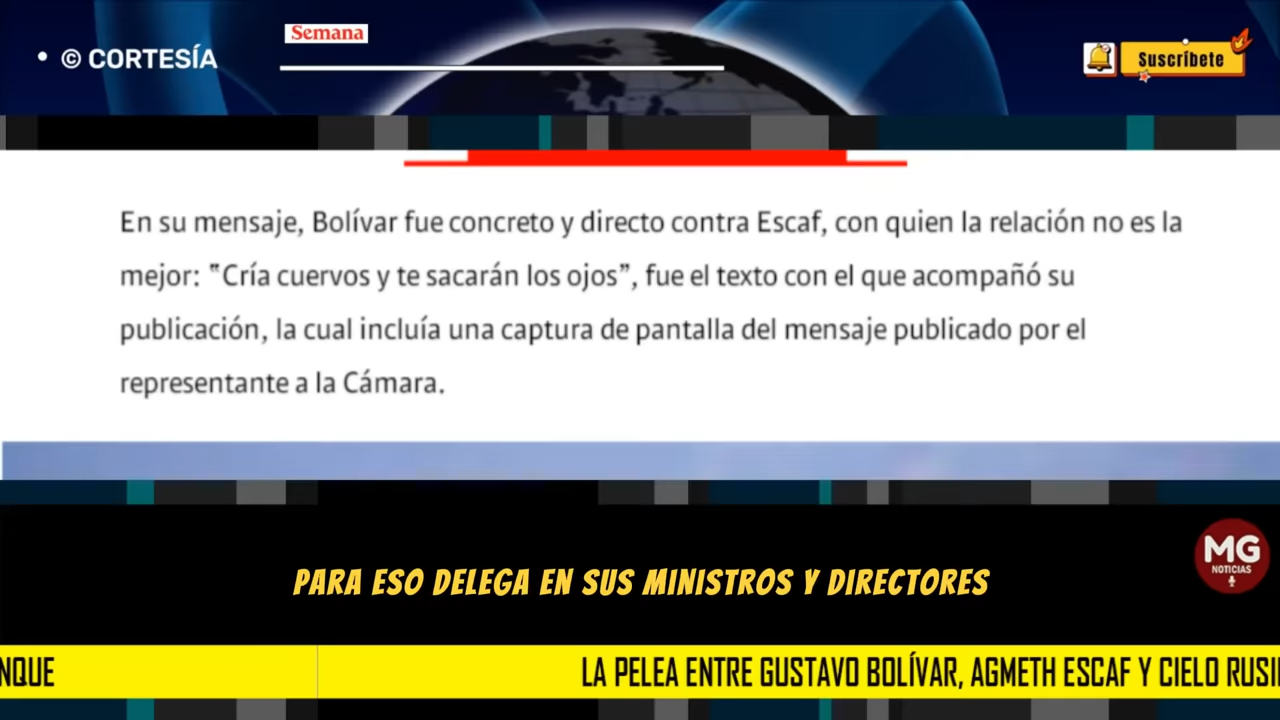 Semana
• © CORTESÍA
Suscríbete
En su mensaje, Bolívar fue concreto y directo contra Escaf, con quien la relación no es la
mejor: "Cría cuervos y te sacarán los ojos”, fue el texto con el que acompañó su
publicación, la cual incluía una captura de pantalla del mensaje publicado por el
representante a la Cámara.
MG
NOTICIAS
PARA ESO DELEGA EN SUS MINISTROS Y DIRECTORES
NQUE LA PELEA ENTRE GUSTAVO BOLÍVAR, AGMETH ESCAF Y CIELO RUSI